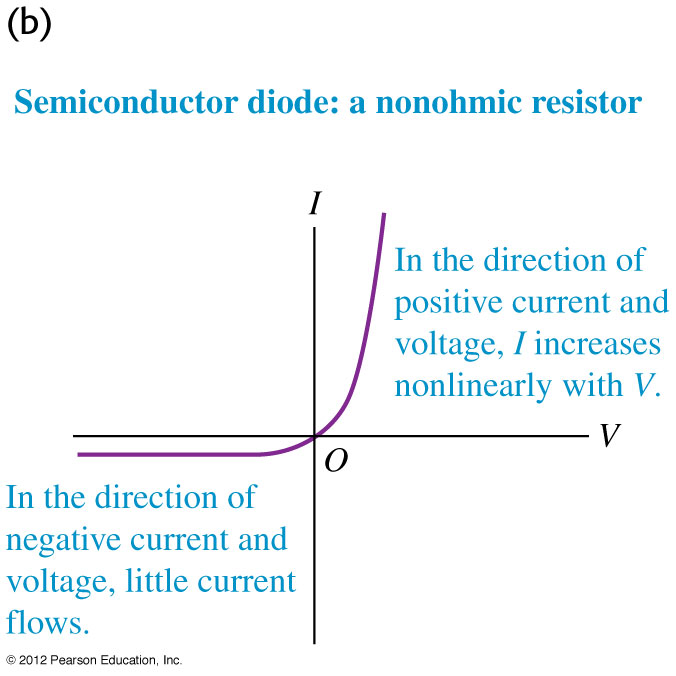 (b)
Semiconductor diode: a nonohmic resistor
I
In the direction of
positive current and
voltage, I increases
nonlinearly with V.
V
O
In the direction of
negative current and
voltage, little current
flows.
© 2012 Pearson Education, Inc.